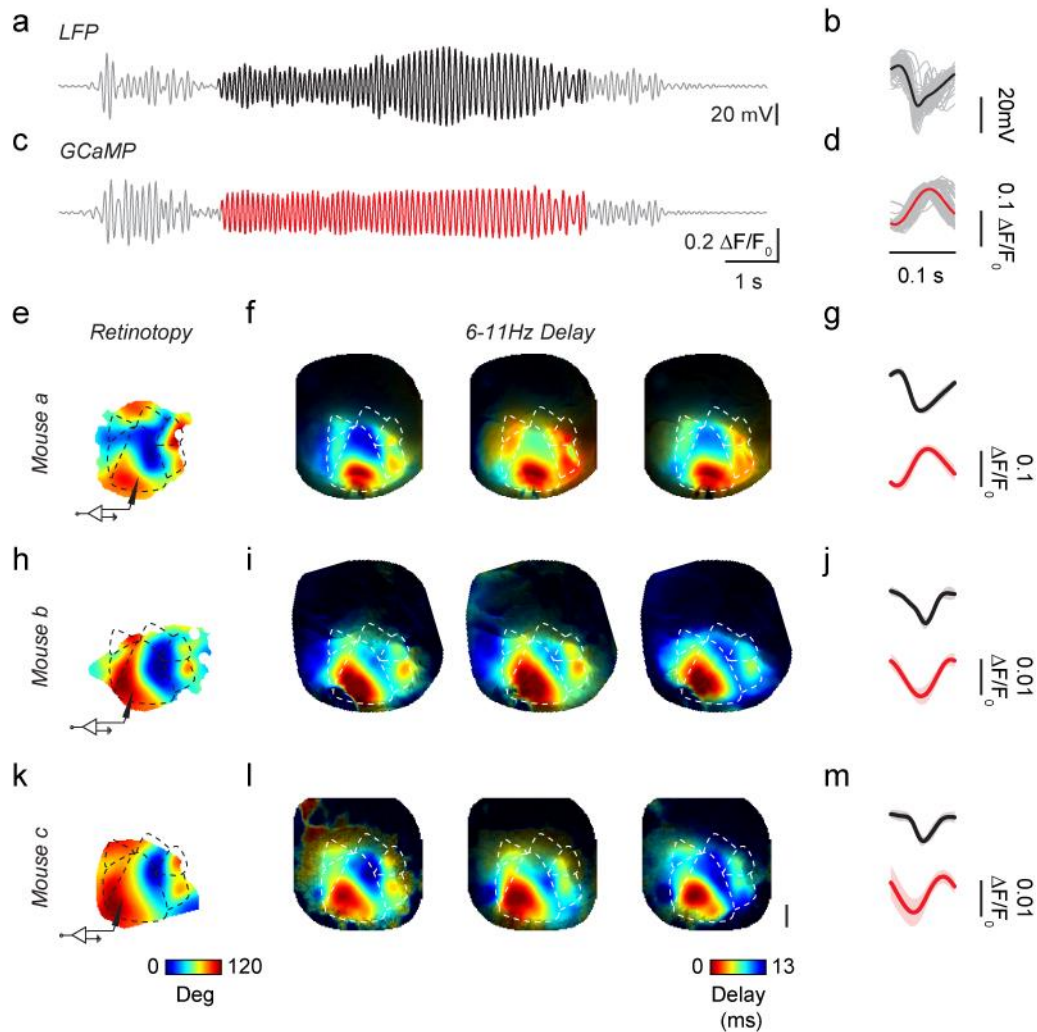 a
LFP
20 mV
b
20mV
c
GCaMP
0.2 ΔF/F₀
1 s
d
0.1 ΔF/F₀
0.1 s
e
Retinotopy
f
6-11Hz Delay
g
Mouse a
0.1
ΔF/F₀
h
i
j
Mouse b
0.01
ΔF/F₀
k
l
m
Mouse c
0.01
ΔF/F₀
0 120
Deg
0 13
Delay
(ms)